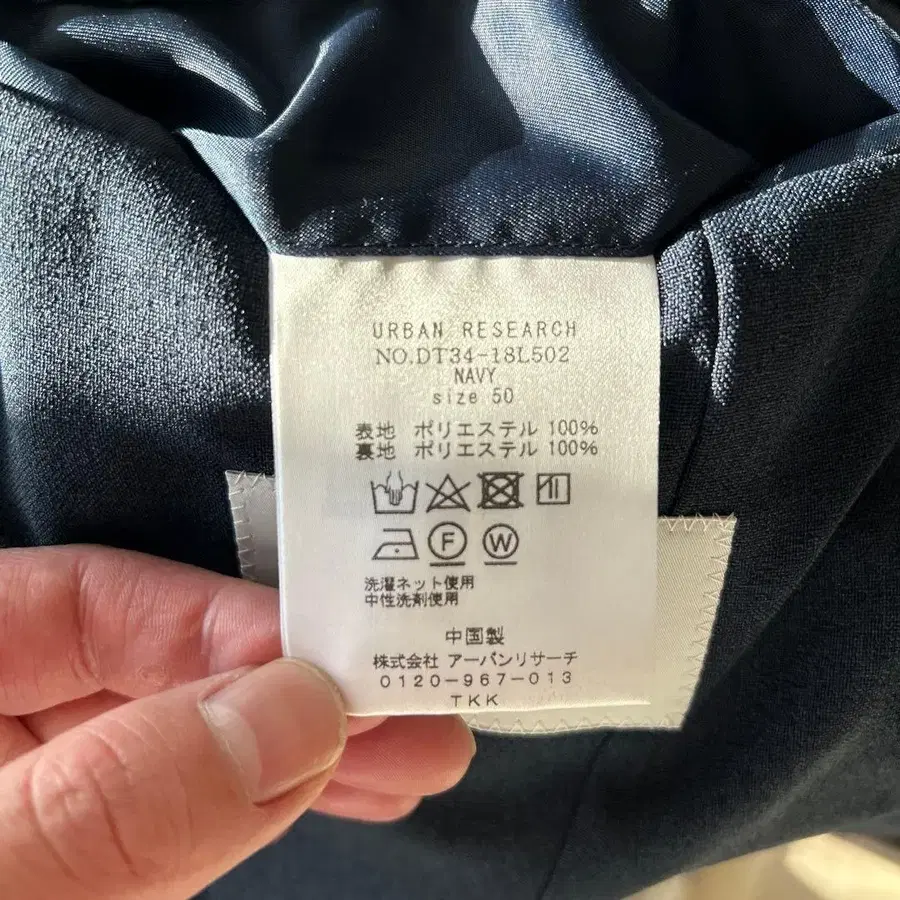 URBAN RESEARCH
NO.DT34-18L502
NAVY
size 50
表地 ポリエステル 100%
裏地 ポリエステル 100%
F W
洗濯ネット使用
中性洗剤使用
中国製
株式会社 アーバンリサーチ
0120-967-013
TKK